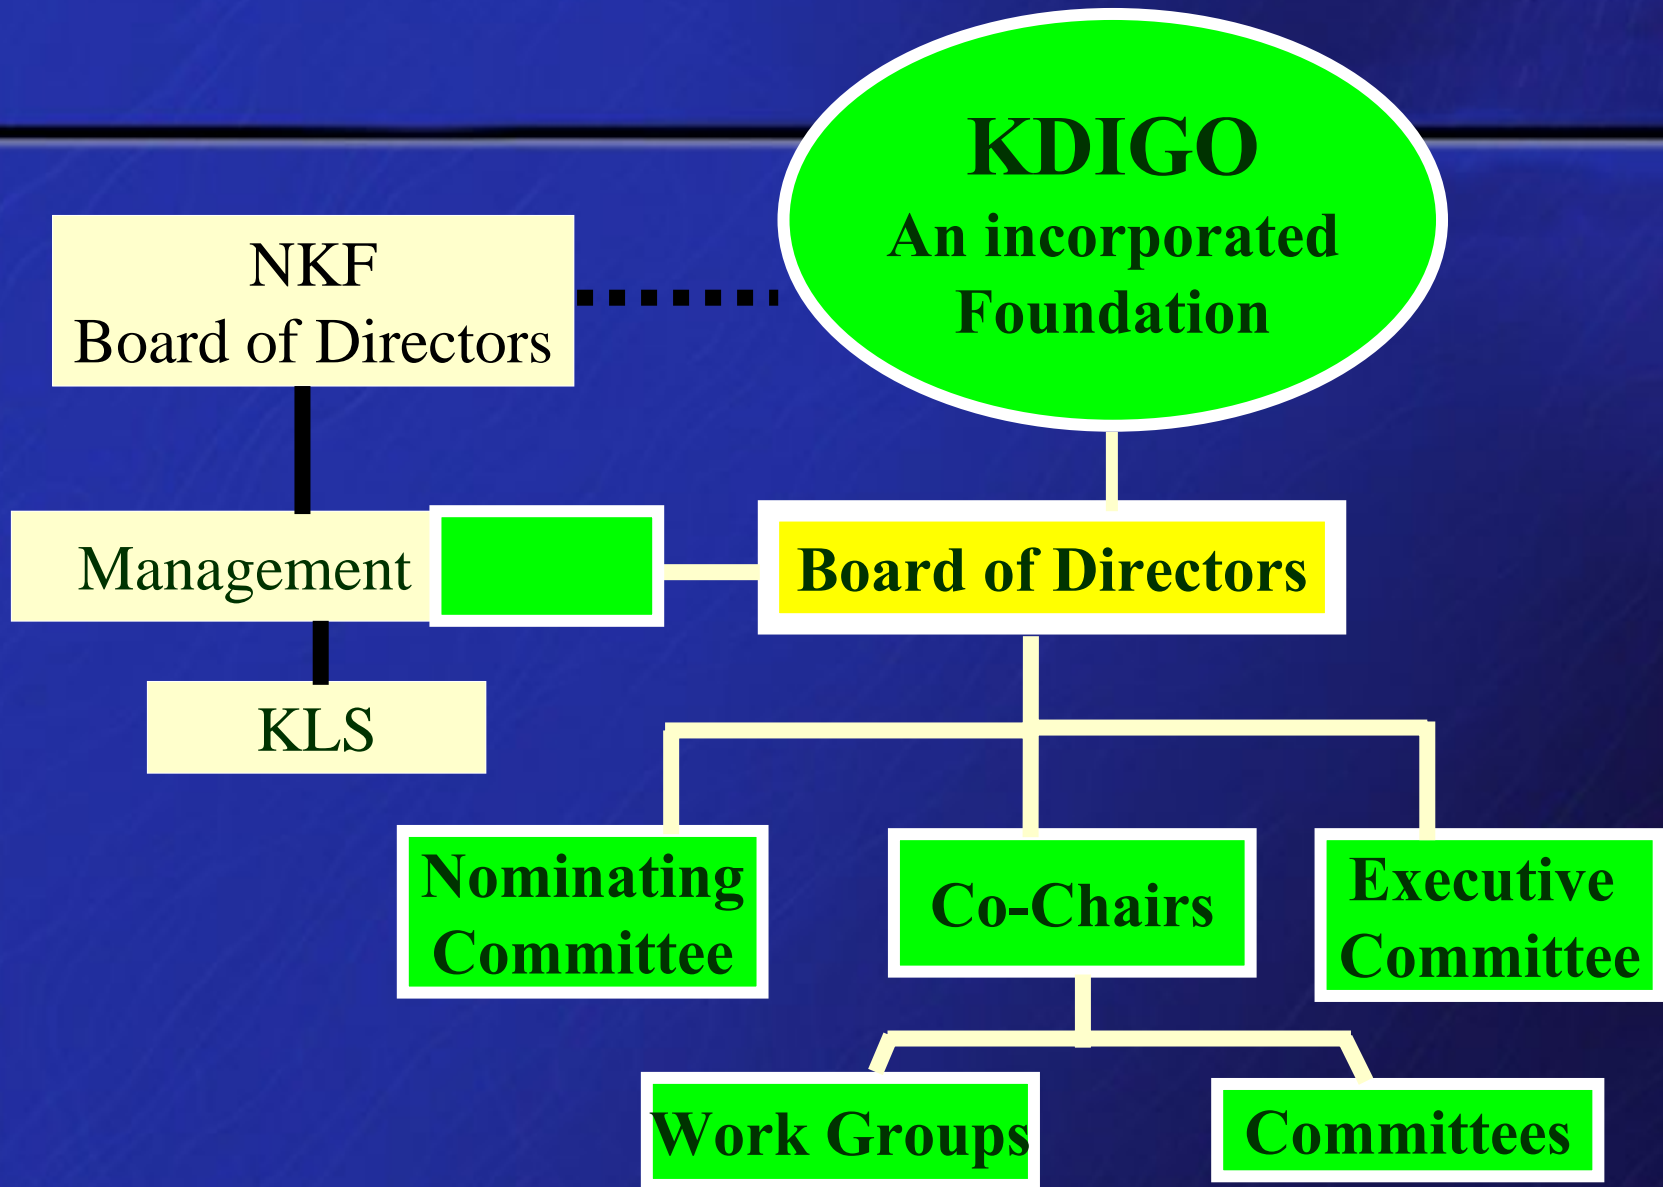 KDIGO
An incorporated
Foundation
NKF
Board of Directors
Management
Board of Directors
KLS
Nominating
Committee
Co-Chairs
Executive
Committee
Work Groups
Committees